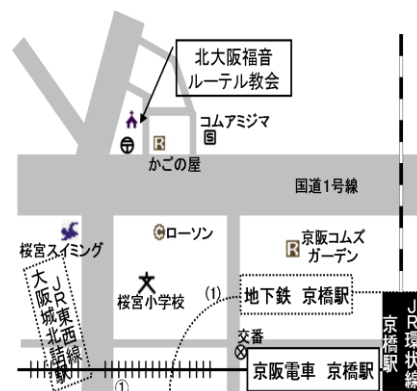 北大阪福音
ルーテル教会
コムアミジマ
S
R
かごの屋
国道1号線
桜宮スイミング
C ローソン
R
京阪コムズ
ガーデン
桜宮小学校
(1)
地下鉄 京橋駅
JR東西線
大阪城北詰駅
交番
京阪電車 京橋駅
JR環状線
京橋駅
①